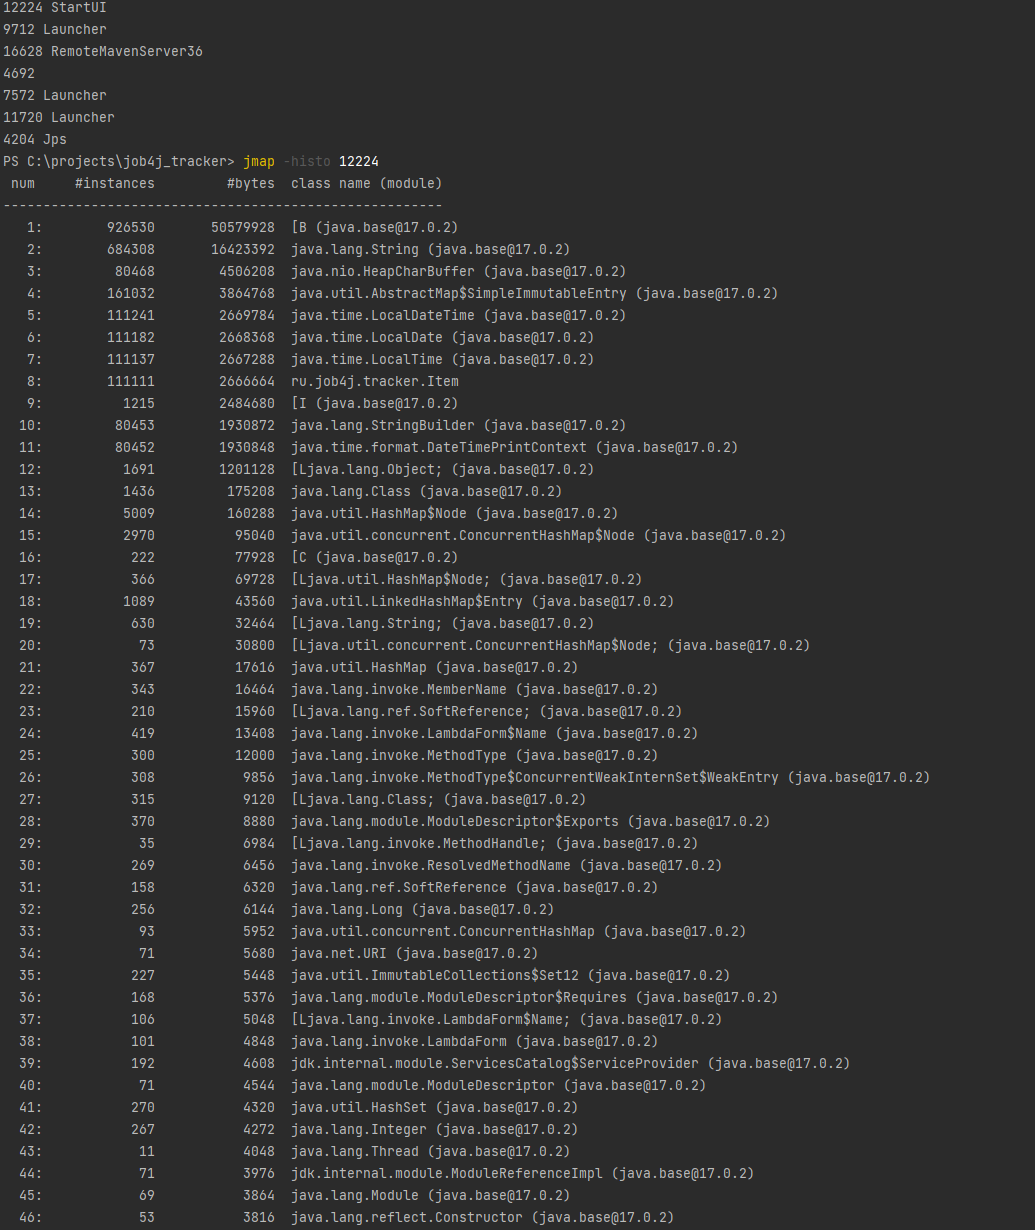 12224 StartUI
9712 Launcher
16628 RemoteMavenServer36
4692
7572 Launcher
11720 Launcher
4204 Jps
PS C:\projects\job4j_tracker> jmap -histo 12224
 num     #instances         #bytes  class name (module)
-------------------------------------------------------
   1:        926530       50579928  [B (java.base@17.0.2)
   2:        684308       16423392  java.lang.String (java.base@17.0.2)
   3:         80468        4506208  java.nio.HeapCharBuffer (java.base@17.0.2)
   4:        161032        3864768  java.util.AbstractMap$SimpleImmutableEntry (java.base@17.0.2)
   5:        111241        2669784  java.time.LocalDateTime (java.base@17.0.2)
   6:        111182        2668368  java.time.LocalDate (java.base@17.0.2)
   7:        111137        2667288  java.time.LocalTime (java.base@17.0.2)
   8:        111111        2666664  ru.job4j.tracker.Item
   9:          1215        2484680  [I (java.base@17.0.2)
  10:         80453        1930872  java.lang.StringBuilder (java.base@17.0.2)
  11:         80452        1930848  java.time.format.DateTimePrintContext (java.base@17.0.2)
  12:          1691        1201128  [Ljava.lang.Object; (java.base@17.0.2)
  13:          1436         175208  java.lang.Class (java.base@17.0.2)
  14:          5009         160288  java.util.HashMap$Node (java.base@17.0.2)
  15:          2970          95040  java.util.concurrent.ConcurrentHashMap$Node (java.base@17.0.2)
  16:           222          77928  [C (java.base@17.0.2)
  17:           366          69728  [Ljava.util.HashMap$Node; (java.base@17.0.2)
  18:          1089          43560  java.util.LinkedHashMap$Entry (java.base@17.0.2)
  19:           630          32464  [Ljava.lang.String; (java.base@17.0.2)
  20:            73          30800  [Ljava.util.concurrent.ConcurrentHashMap$Node; (java.base@17.0.2)
  21:           367          17616  java.util.HashMap (java.base@17.0.2)
  22:           343          16464  java.lang.invoke.MemberName (java.base@17.0.2)
  23:           210          15960  [Ljava.lang.ref.SoftReference; (java.base@17.0.2)
  24:           419          13408  java.lang.invoke.LambdaForm$Name (java.base@17.0.2)
  25:           300          12000  java.lang.invoke.MethodType (java.base@17.0.2)
  26:           308           9856  java.lang.invoke.MethodType$ConcurrentWeakInternSet$WeakEntry (java.base@17.0.2)
  27:           315           9120  [Ljava.lang.Class; (java.base@17.0.2)
  28:           370           8880  java.lang.module.ModuleDescriptor$Exports (java.base@17.0.2)
  29:            35           6984  [Ljava.lang.invoke.MethodHandle; (java.base@17.0.2)
  30:           269           6456  java.lang.invoke.ResolvedMethodName (java.base@17.0.2)
  31:           158           6320  java.lang.ref.SoftReference (java.base@17.0.2)
  32:           256           6144  java.lang.Long (java.base@17.0.2)
  33:            93           5952  java.util.concurrent.ConcurrentHashMap (java.base@17.0.2)
  34:            71           5680  java.net.URI (java.base@17.0.2)
  35:           227           5448  java.util.ImmutableCollections$Set12 (java.base@17.0.2)
  36:           168           5376  java.lang.module.ModuleDescriptor$Requires (java.base@17.0.2)
  37:           106           5048  [Ljava.lang.invoke.LambdaForm$Name; (java.base@17.0.2)
  38:           101           4848  java.lang.invoke.LambdaForm (java.base@17.0.2)
  39:           192           4608  jdk.internal.module.ServicesCatalog$ServiceProvider (java.base@17.0.2)
  40:            71           4544  java.lang.module.ModuleDescriptor (java.base@17.0.2)
  41:           270           4320  java.util.HashSet (java.base@17.0.2)
  42:           267           4272  java.lang.Integer (java.base@17.0.2)
  43:            11           4048  java.lang.Thread (java.base@17.0.2)
  44:            71           3976  jdk.internal.module.ModuleReferenceImpl (java.base@17.0.2)
  45:            69           3864  java.lang.Module (java.base@17.0.2)
  46:            53           3816  java.lang.reflect.Constructor (java.base@17.0.2)